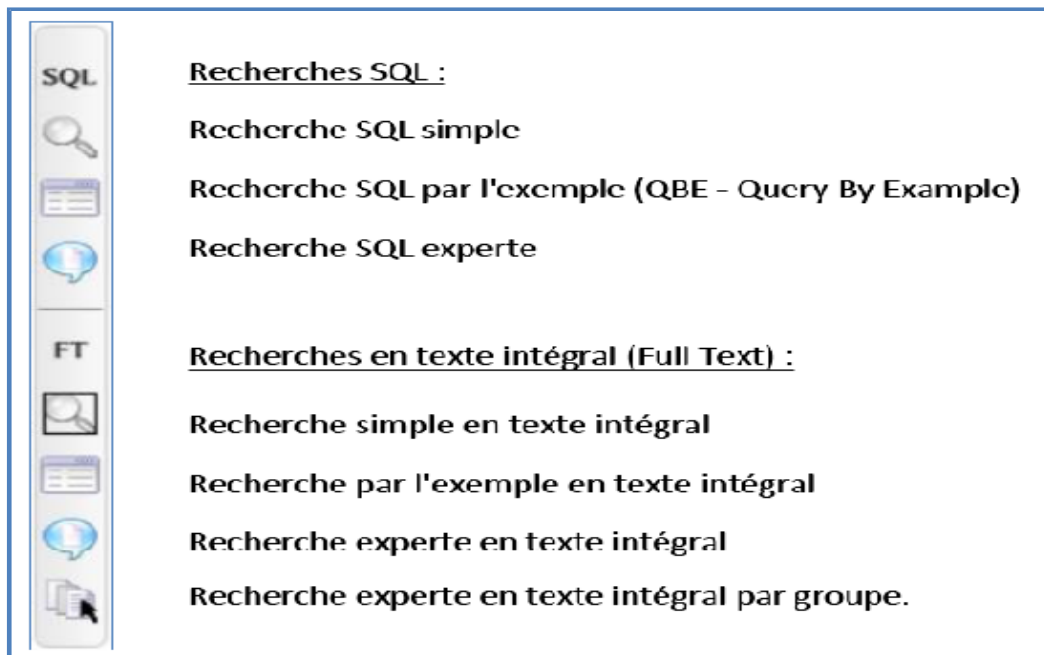 SQL Recherches SQL :
Recherche SQL simple
Recherche SQL par l'exemple (QBE - Query By Example)
Recherche SQL experte
FT Recherches en texte intégral (Full Text) :
Recherche simple en texte intégral
Recherche par l'exemple en texte intégral
Recherche experte en texte intégral
Recherche experte en texte intégral par groupe.